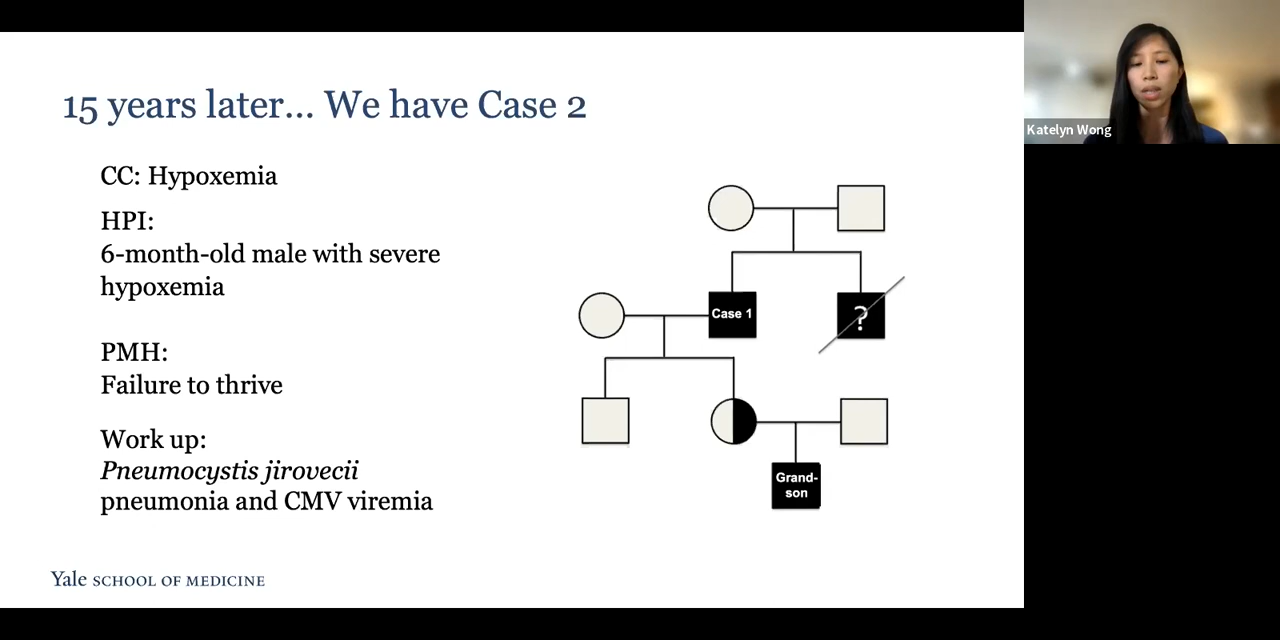 15 years later... We have Case 2
CC: Hypoxemia
HPI:
6-month-old male with severe
hypoxemia
PMH:
Failure to thrive
Work up:
Pneumocystis jirovecii
pneumonia and CMV viremia
Case 1
?
Grand-
son
Yale SCHOOL OF MEDICINE
Katelyn Wong